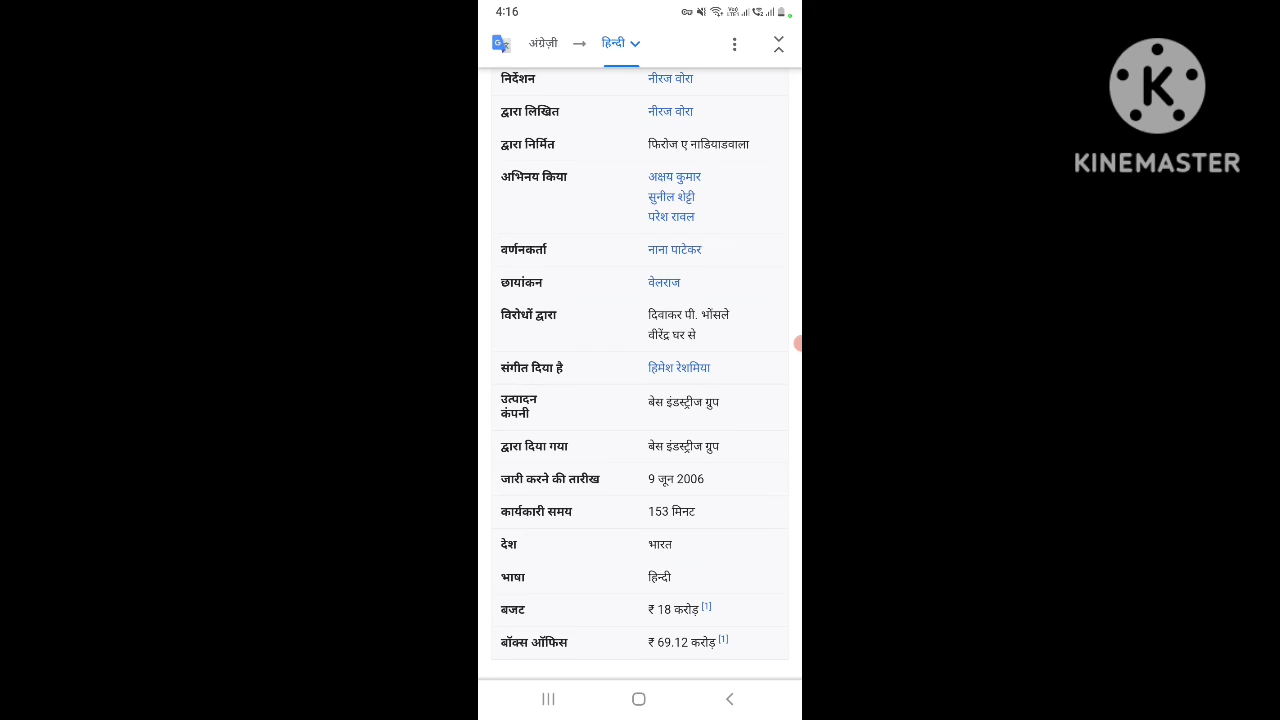 4:16
अंग्रेज़ी → हिन्दी
K
KINEMASTER
निर्देशन नीरज वोरा
द्वारा लिखित नीरज वोरा
द्वारा निर्मित फिरोज ए नाडियाडवाला
अभिनय किया अक्षय कुमार
सुनील शेट्टी
परेश रावल
वर्णनकर्ता नाना पाटेकर
छायांकन वेलराज
विरोधों द्वारा दिवाकर पी. भोंसले
वीरेंद्र घर से
संगीत दिया है हिमेश रेशमिया
उत्पादन
कंपनी बेस इंडस्ट्रीज ग्रुप
द्वारा दिया गया बेस इंडस्ट्रीज ग्रुप
जारी करने की तारीख 9 जून 2006
कार्यकारी समय 153 मिनट
देश भारत
भाषा हिन्दी
बजट ₹ 18 करोड़ [1]
बॉक्स ऑफिस ₹ 69.12 करोड़ [1]